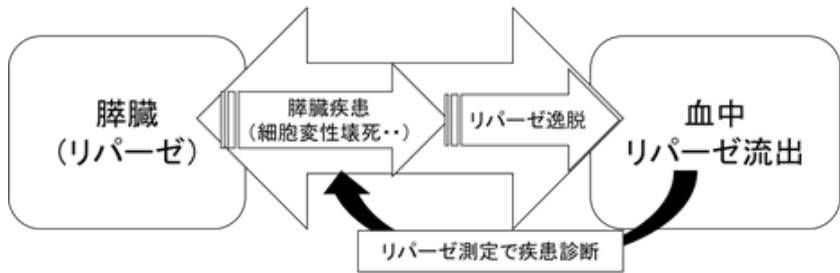 膵臓
(リパーゼ)
膵臓疾患
(細胞変性壊死・・)
リパーゼ逸脱
血中
リパーゼ流出
リパーゼ測定で疾患診断